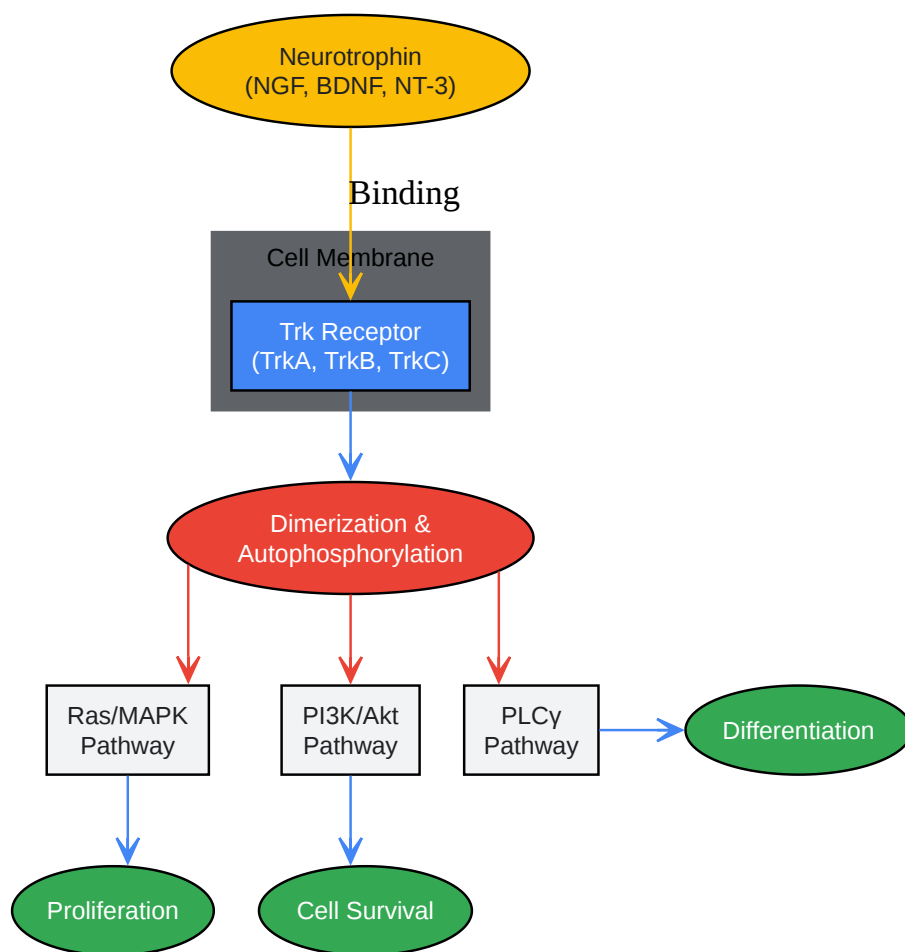 Neurotrophin
(NGF, BDNF, NT-3)
Binding
Cell Membrane
Trk Receptor
(TrkA, TrkB, TrkC)
Dimerization &
Autophosphorylation
Ras/MAPK
Pathway
PI3K/Akt
Pathway
PLCγ
Pathway
Differentiation
Proliferation
Cell Survival